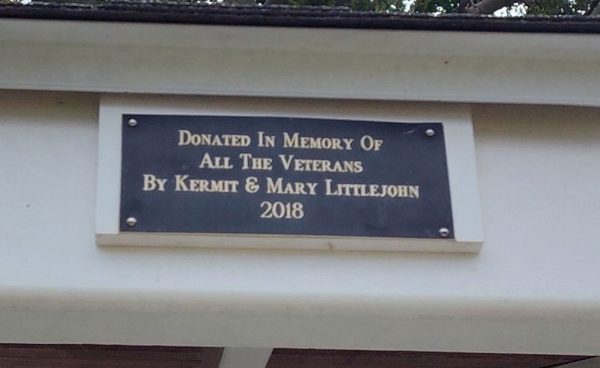 Donated In Memory Of
All The Veterans
By Kermit & Mary Littlejohn
2018